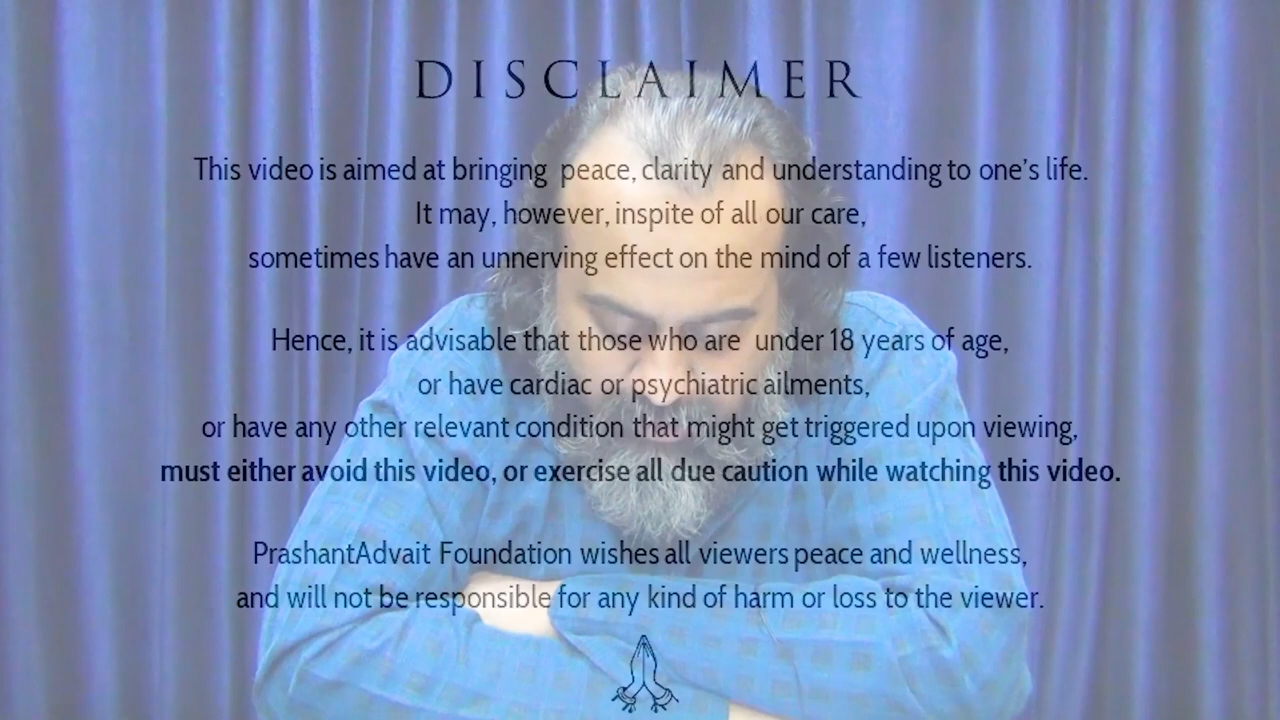 DISCLAIMER
This video is aimed at bringing peace, clarity and understanding to one's life.
It may, however, inspite of all our care,
sometimes have an unnerving effect on the mind of a few listeners.
Hence, it is advisable that those who are under 18 years of age,
or have cardiac or psychiatric ailments,
or have any other relevant condition that might get triggered upon viewing,
must either avoid this video, or exercise all due caution while watching this video.
PrashantAdvait Foundation wishes all viewers peace and wellness,
and will not be responsible for any kind of harm or loss to the viewer.